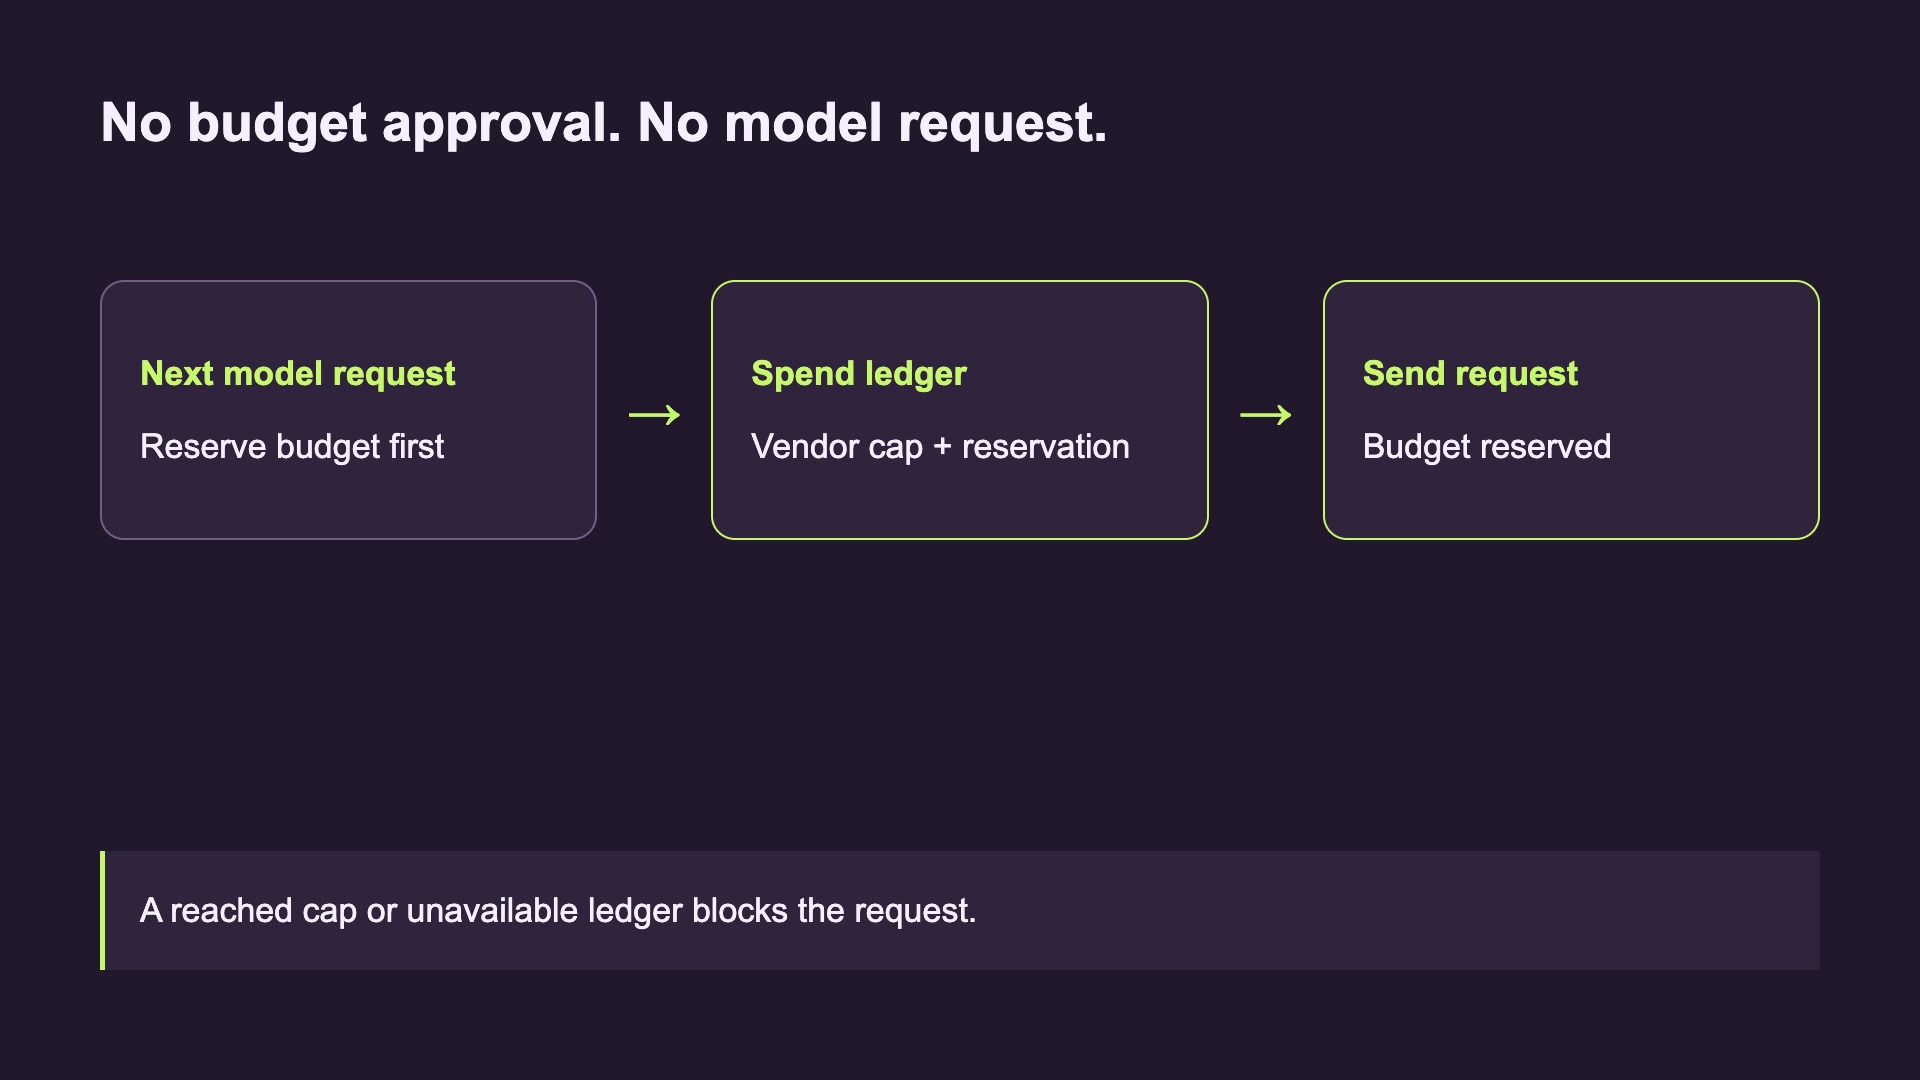 No budget approval. No model request.
Next model request
Reserve budget first
→
Spend ledger
Vendor cap + reservation
→
Send request
Budget reserved
A reached cap or unavailable ledger blocks the request.